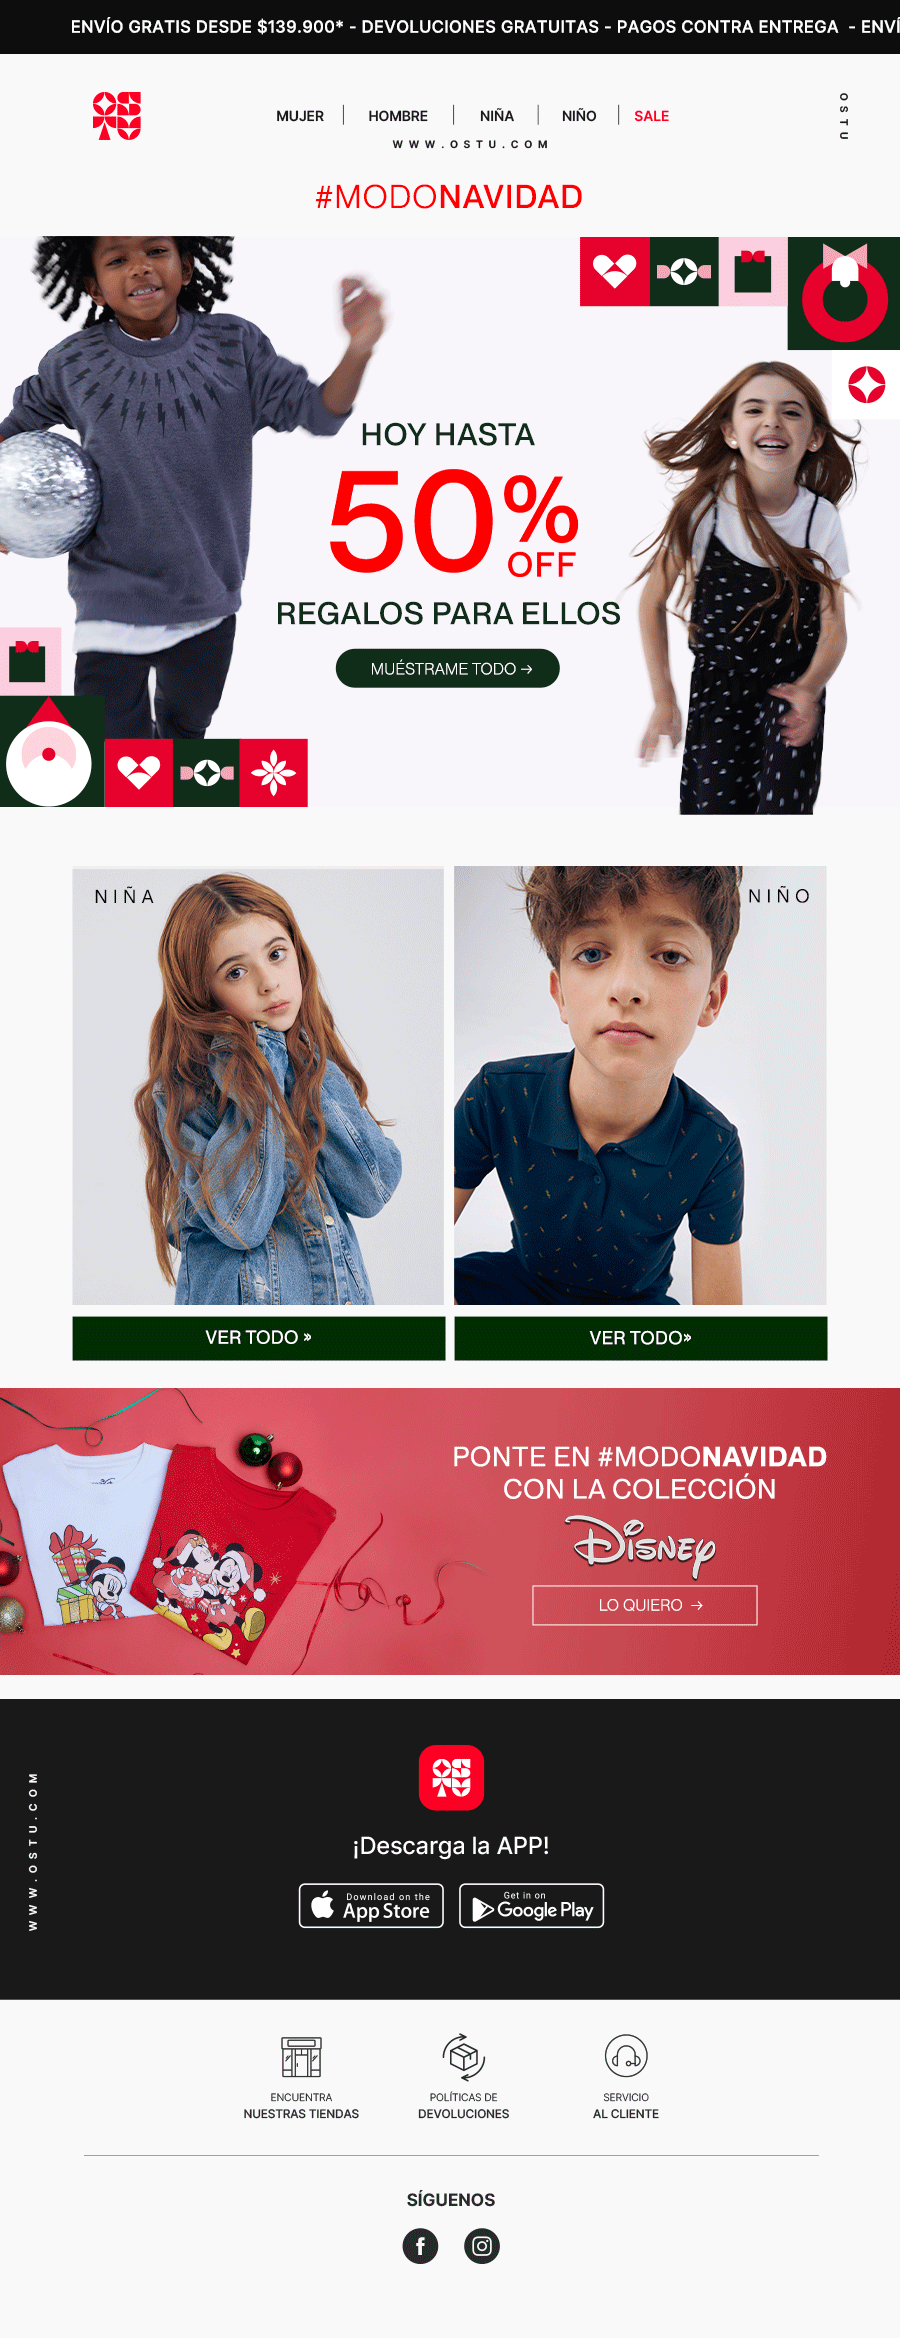 ENVÍO GRATIS DESDE $139.900* - DEVOLUCIONES GRATUITAS - PAGOS CONTRA ENTREGA - ENVÍ
OSTU
MUJER | HOMBRE | NIÑA | NIÑO | SALE
OSTU
WWW.OSTU.COM
#MODONAVIDAD
HOY HASTA
50%
OFF
REGALOS PARA ELLOS
MUÉSTRAME TODO →
NIÑA
NIÑO
VER TODO »
VER TODO»
PONTE EN #MODONAVIDAD
CON LA COLECCIÓN
Disney
LO QUIERO →
WWW.OSTU.COM
OSTU
¡Descarga la APP!
Download on the
App Store
Get in on
Google Play
ENCUENTRA
NUESTRAS TIENDAS
POLÍTICAS DE
DEVOLUCIONES
SERVICIO
AL CLIENTE
SÍGUENOS